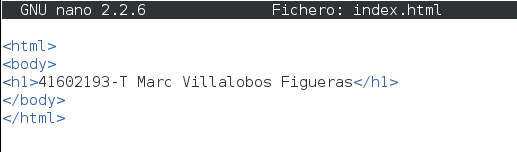 GNU nano 2.2.6 Fichero: index.html
<html>
<body>
<h1>41602193-T Marc Villalobos Figueras</h1>
</body>
</html>